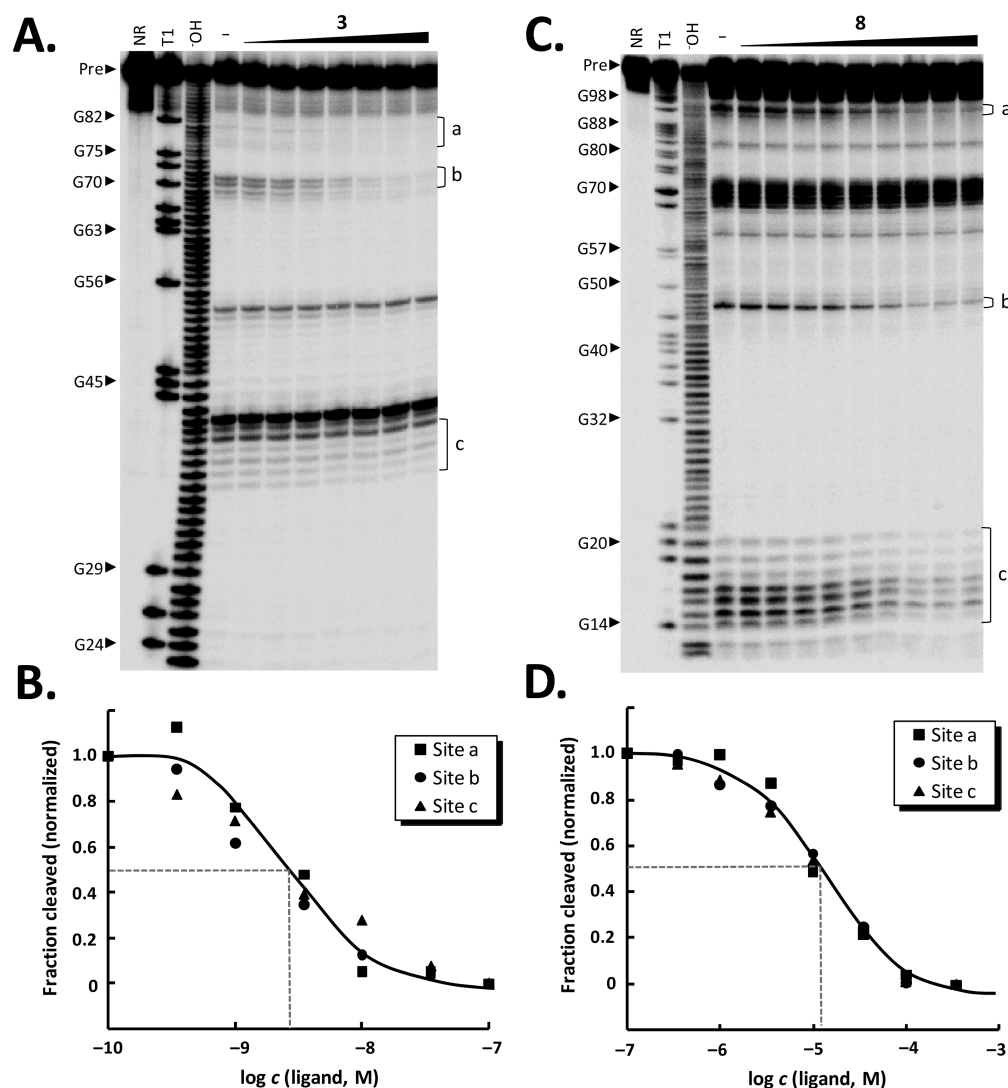 A.
3
NR
T1
⁻OH
–
Pre
G82
G75
G70
G63
G56
G45
G29
G24
a
b
c
B.
Fraction cleaved (normalized)
1.0
0.8
0.6
0.4
0.2
0
Site a
Site b
Site c
–10
–9
–8
–7
log c (ligand, M)
C.
8
NR
T1
⁻OH
–
Pre
G98
G88
G80
G70
G57
G50
G40
G32
G20
G14
a
b
c
D.
Fraction cleaved (normalized)
1.0
0.8
0.6
0.4
0.2
0
Site a
Site b
Site c
–7
–6
–5
–4
–3
log c (ligand, M)